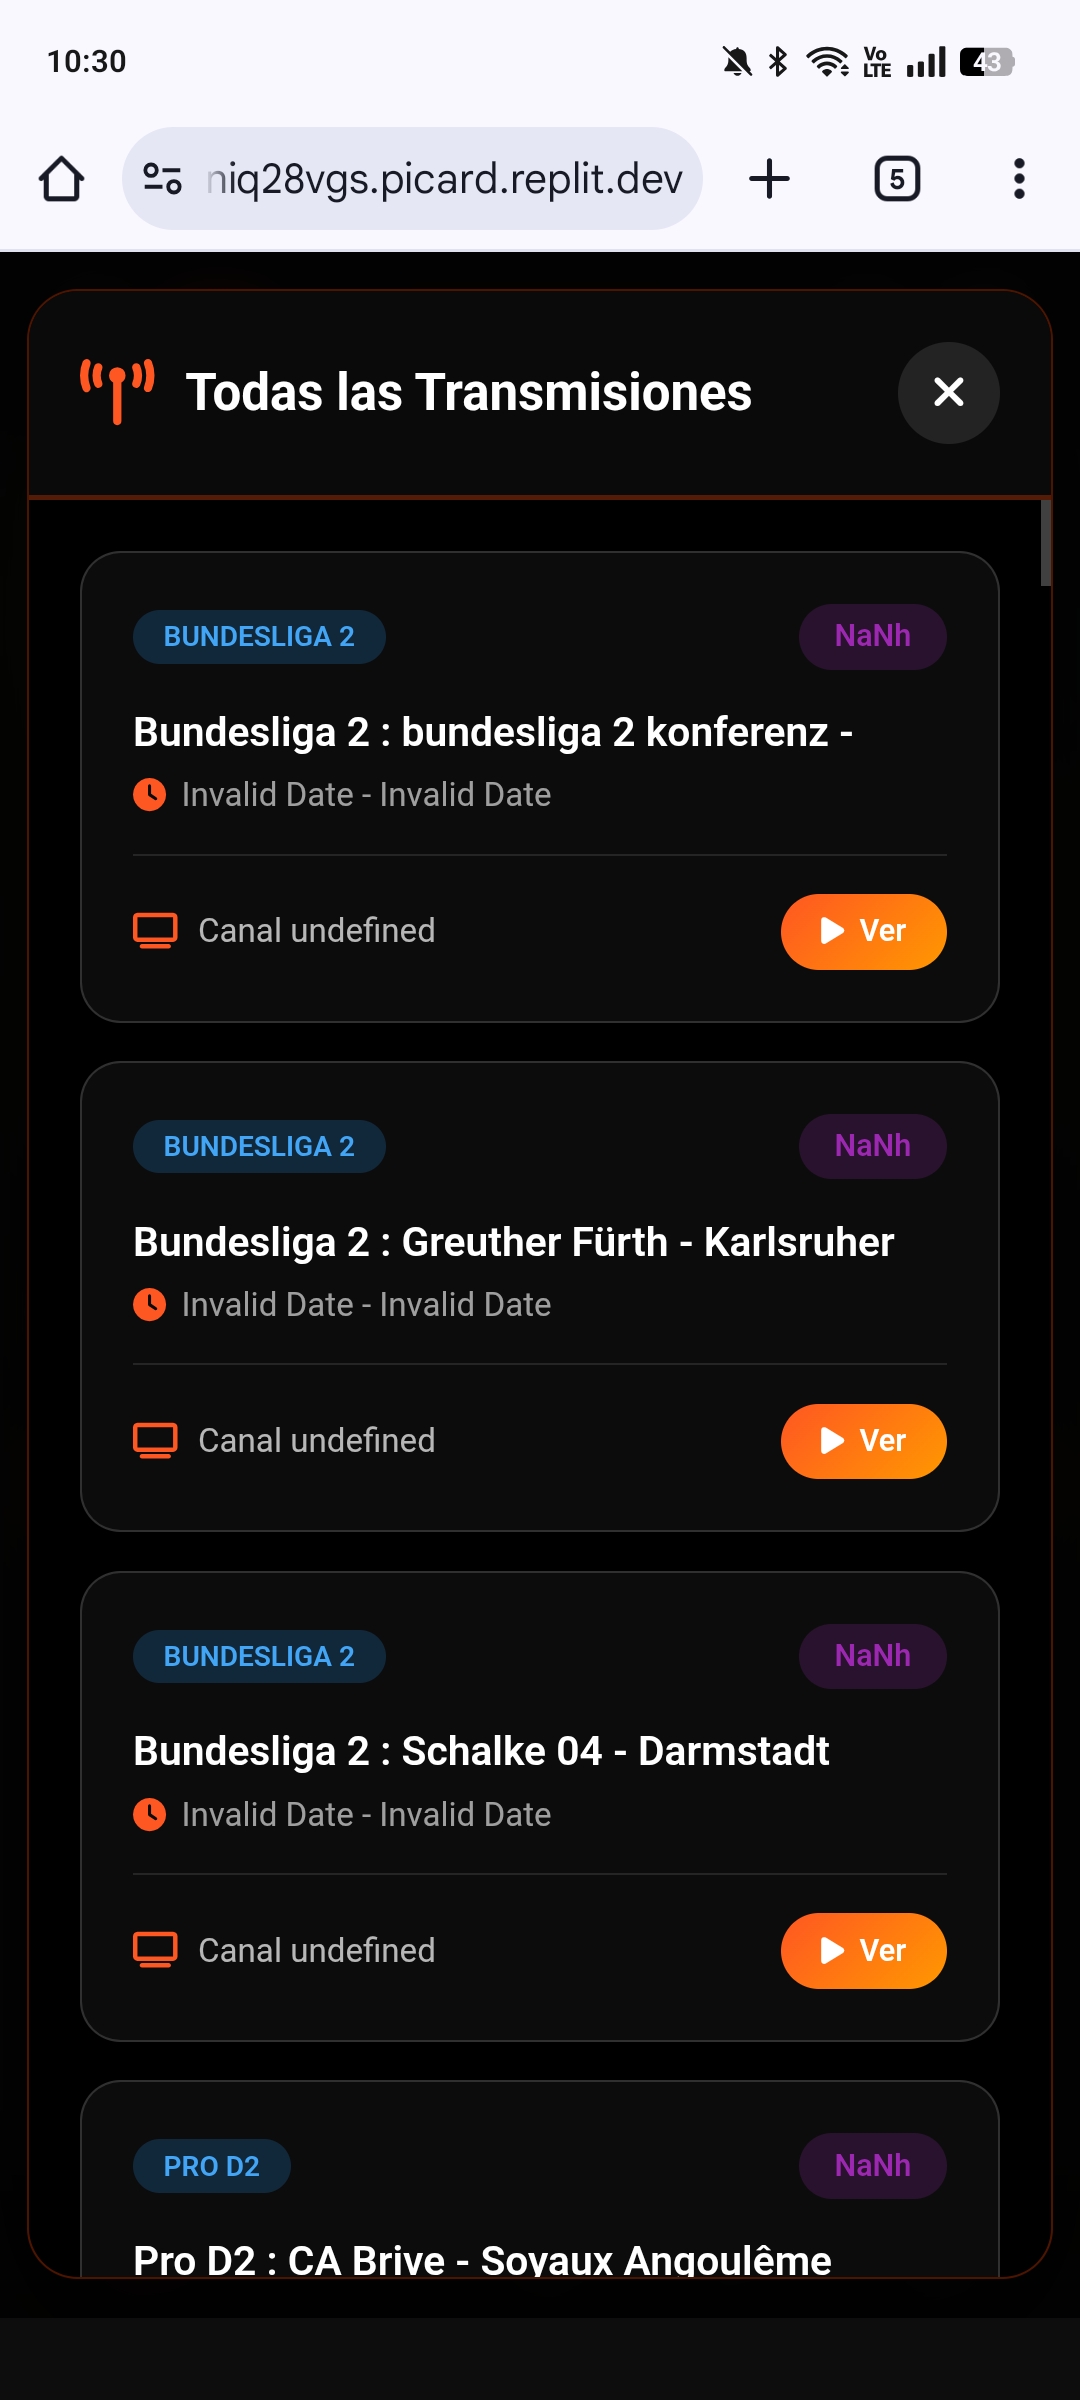 10:30
Vo
LTE
43
niq28vgs.picard.replit.dev
5
Todas las Transmisiones
BUNDESLIGA 2
NaNh
Bundesliga 2 : bundesliga 2 konferenz -
Invalid Date - Invalid Date
Canal undefined
Ver
BUNDESLIGA 2
NaNh
Bundesliga 2 : Greuther Fürth - Karlsruher
Invalid Date - Invalid Date
Canal undefined
Ver
BUNDESLIGA 2
NaNh
Bundesliga 2 : Schalke 04 - Darmstadt
Invalid Date - Invalid Date
Canal undefined
Ver
PRO D2
NaNh
Pro D2 : CA Brive - Soyaux Angoulême